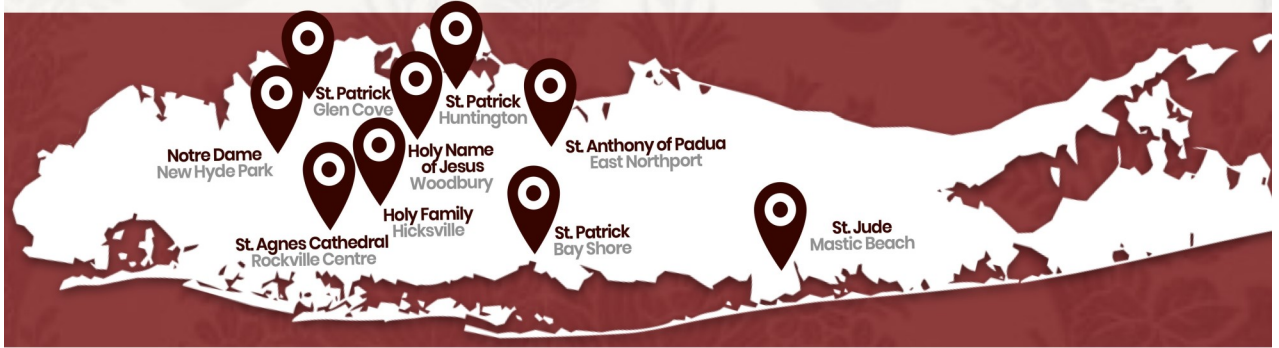 St. Patrick
Glen Cove
St. Patrick
Huntington
Notre Dame
New Hyde Park
Holy Name
of Jesus
Woodbury
St. Anthony of Padua
East Northport
Holy Family
Hicksville
St. Agnes Cathedral
Rockville Centre
St. Patrick
Bay Shore
St. Jude
Mastic Beach